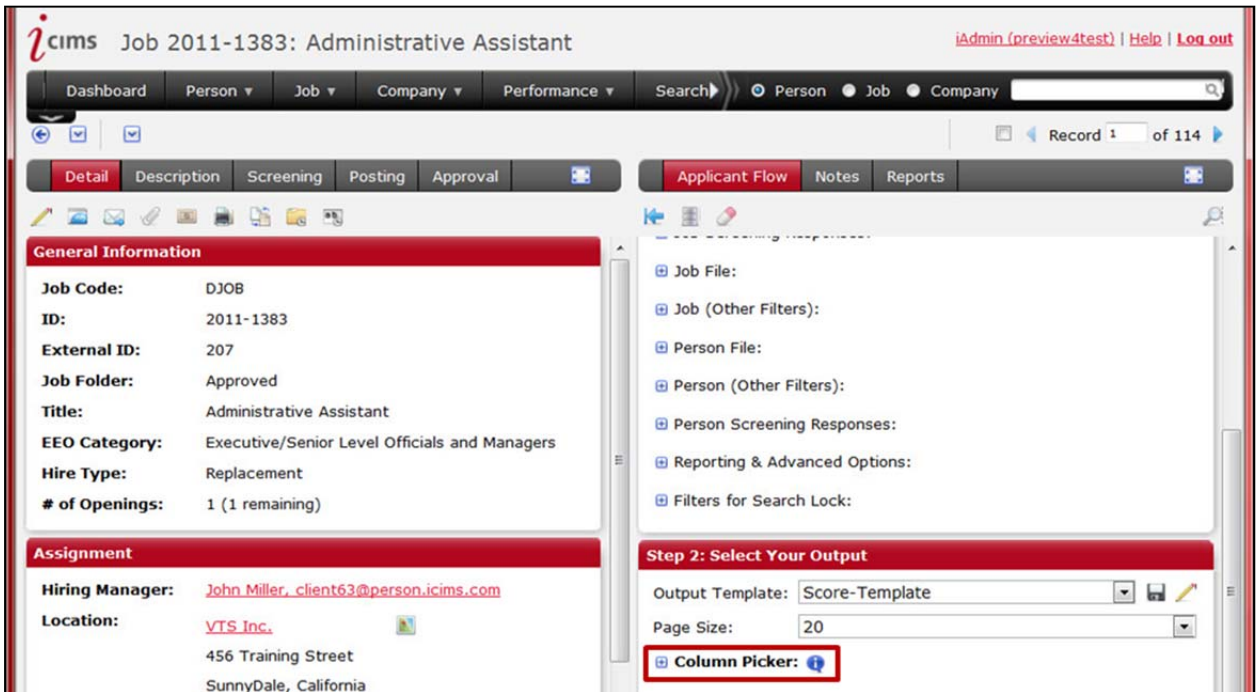 icims Job 2011-1383: Administrative Assistant
iAdmin (preview4test) | Help | Log out
Dashboard Person Job Company Performance Search Person Job Company
Record 1 of 114
Detail Description Screening Posting Approval
General Information
Job Code: DJOB
ID: 2011-1383
External ID: 207
Job Folder: Approved
Title: Administrative Assistant
EEO Category: Executive/Senior Level Officials and Managers
Hire Type: Replacement
# of Openings: 1 (1 remaining)
Assignment
Hiring Manager: John Miller, client63@person.icims.com
Location: VTS Inc.
456 Training Street
SunnyDale, California
Applicant Flow Notes Reports
Job File:
Job (Other Filters):
Person File:
Person (Other Filters):
Person Screening Responses:
Reporting & Advanced Options:
Filters for Search Lock:
Step 2: Select Your Output
Output Template: Score-Template
Page Size: 20
Column Picker: